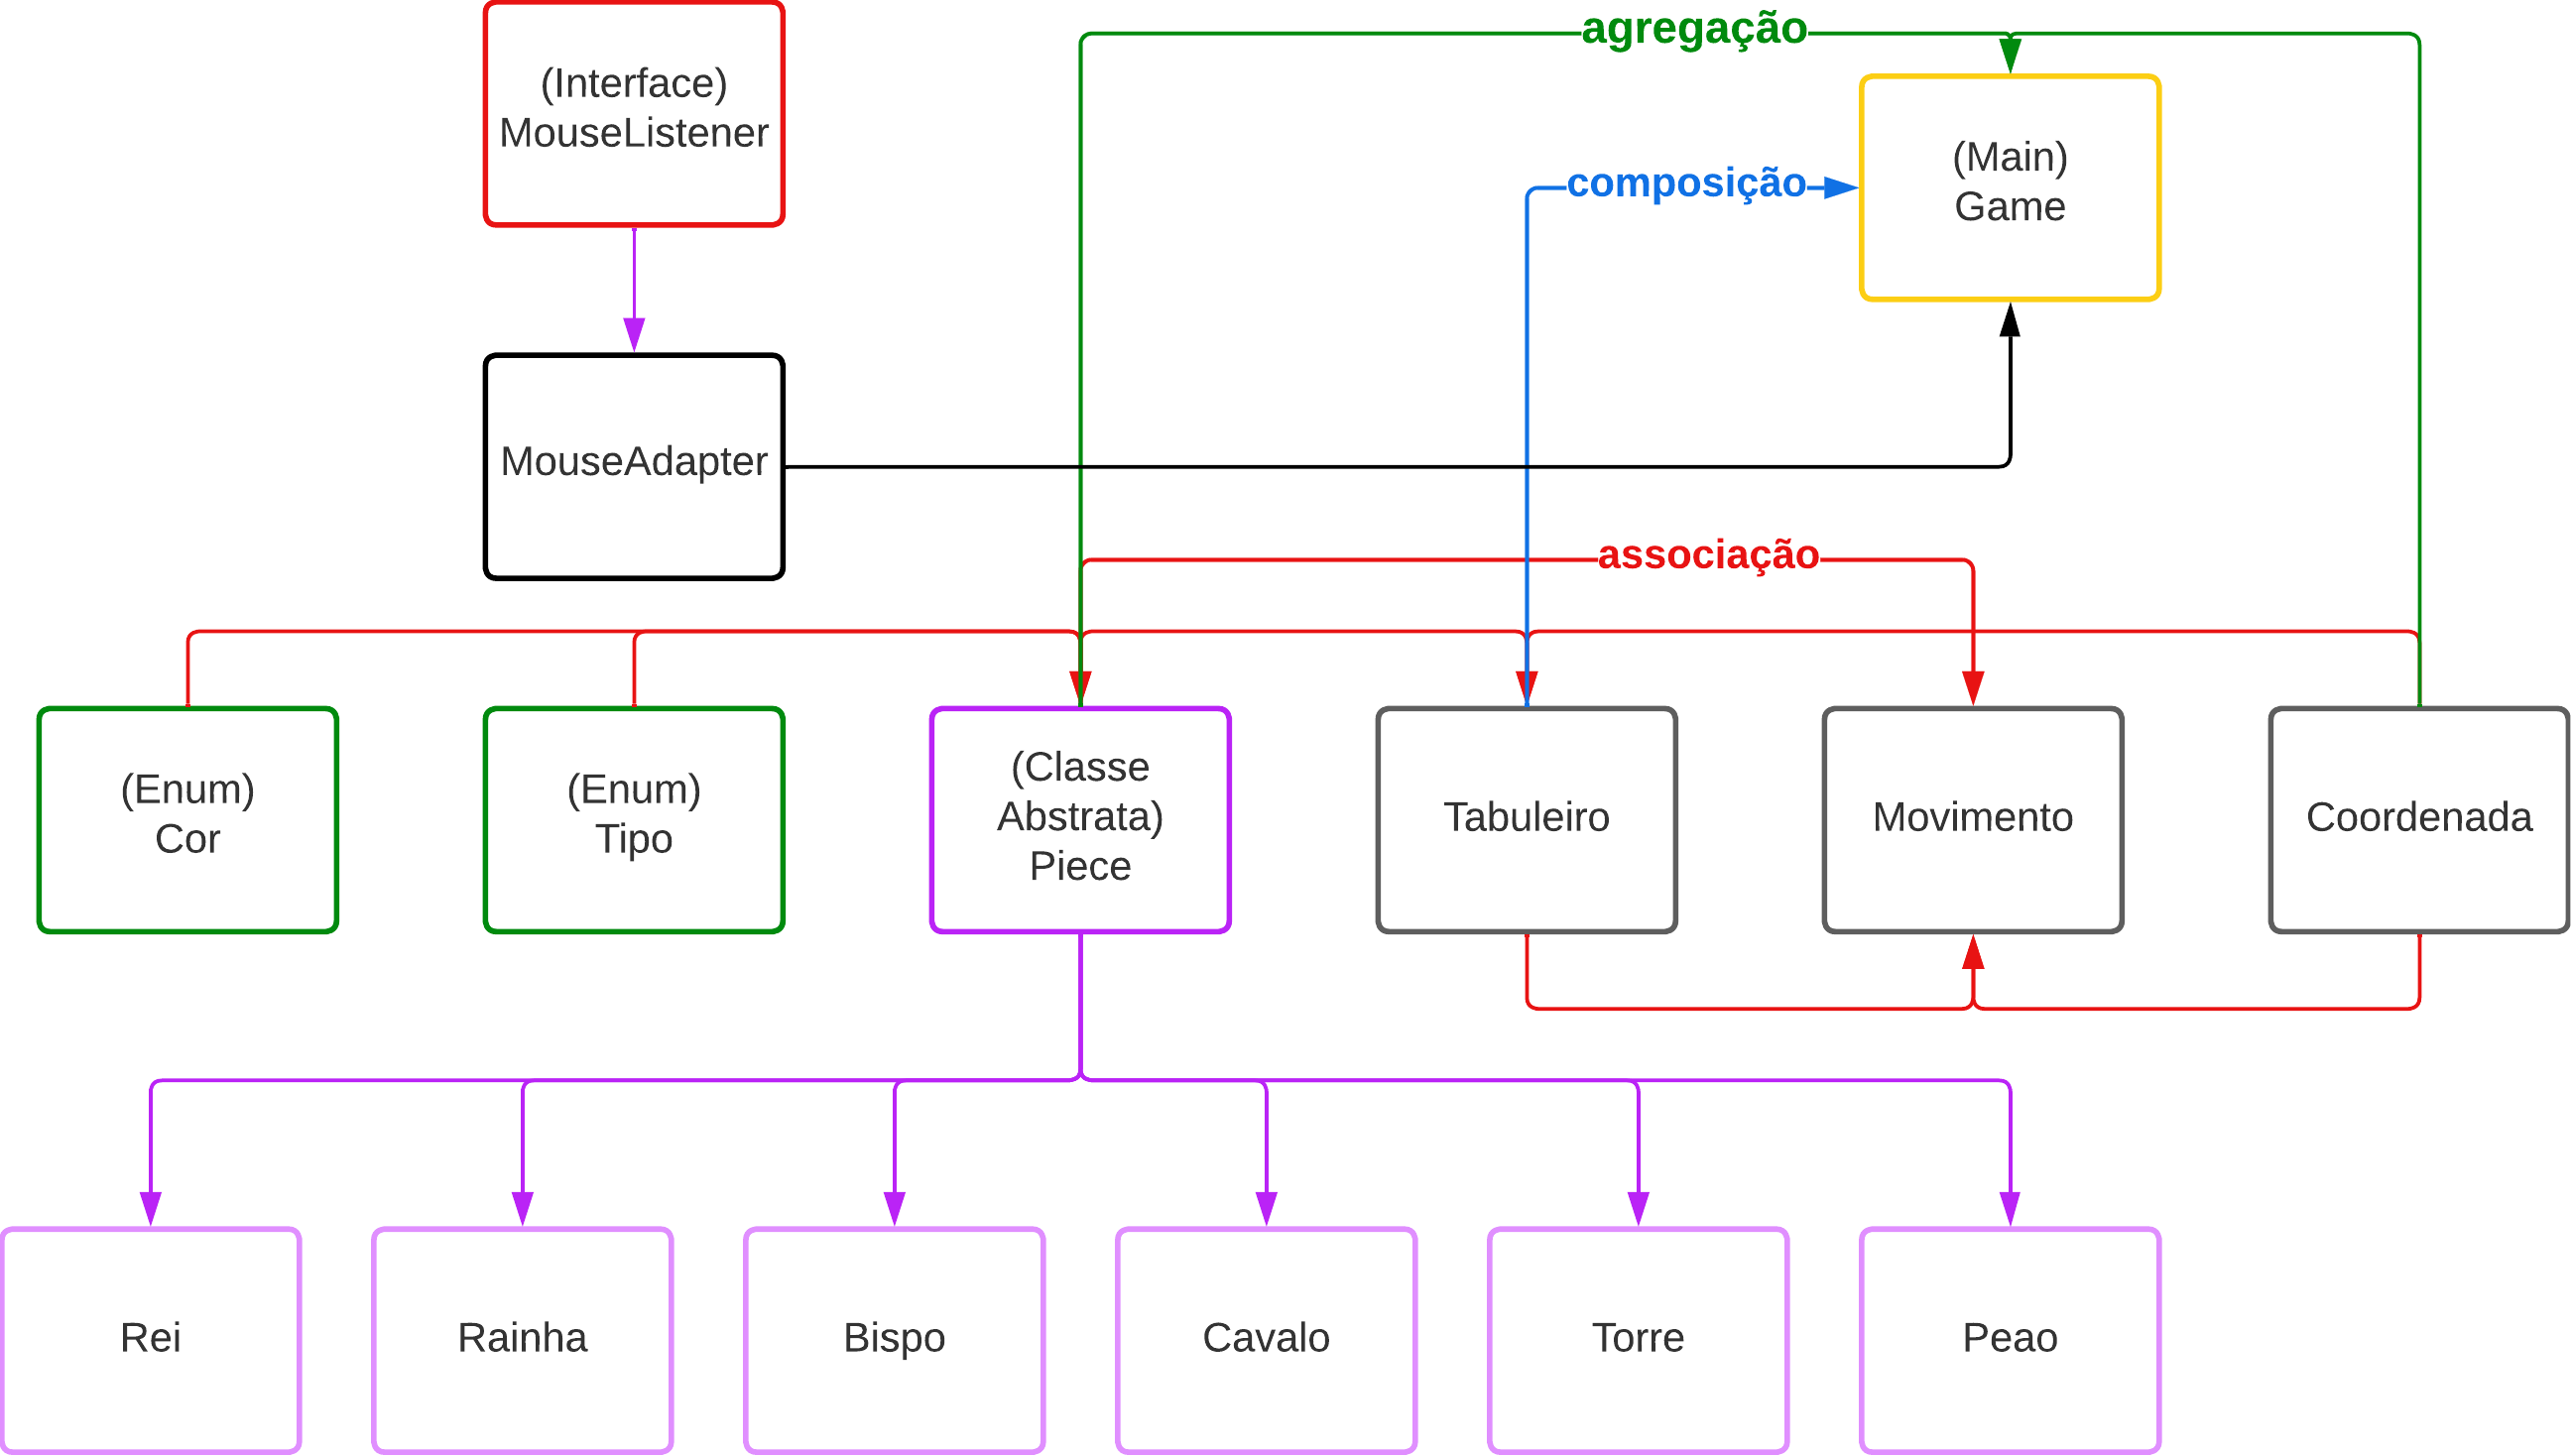 (Interface)
MouseListener
agregação
(Main)
Game
composição
MouseAdapter
associação
(Enum)
Cor
(Enum)
Tipo
(Classe
Abstrata)
Piece
Tabuleiro
Movimento
Coordenada
Rei
Rainha
Bispo
Cavalo
Torre
Peao